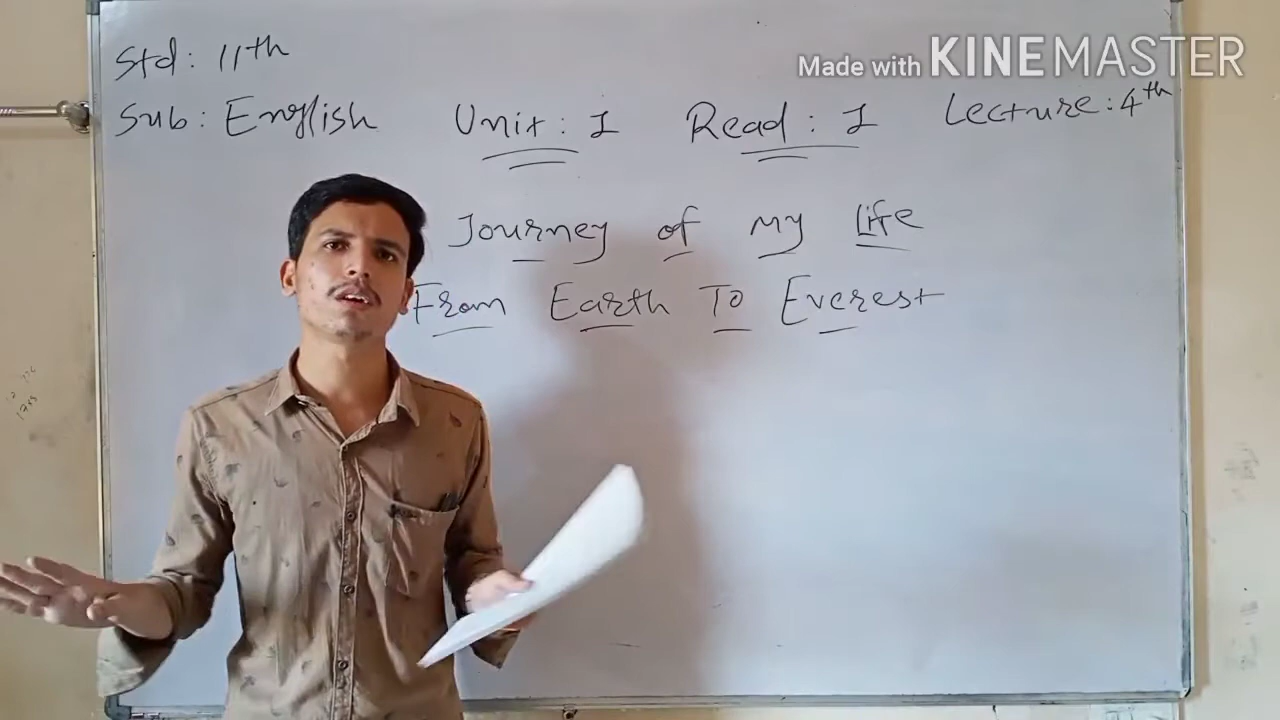 Std: 11th
Made with KINEMASTER
Sub: English Unit: I Read: I Lecture: 4th
Journey of my Life
From Earth To Everest